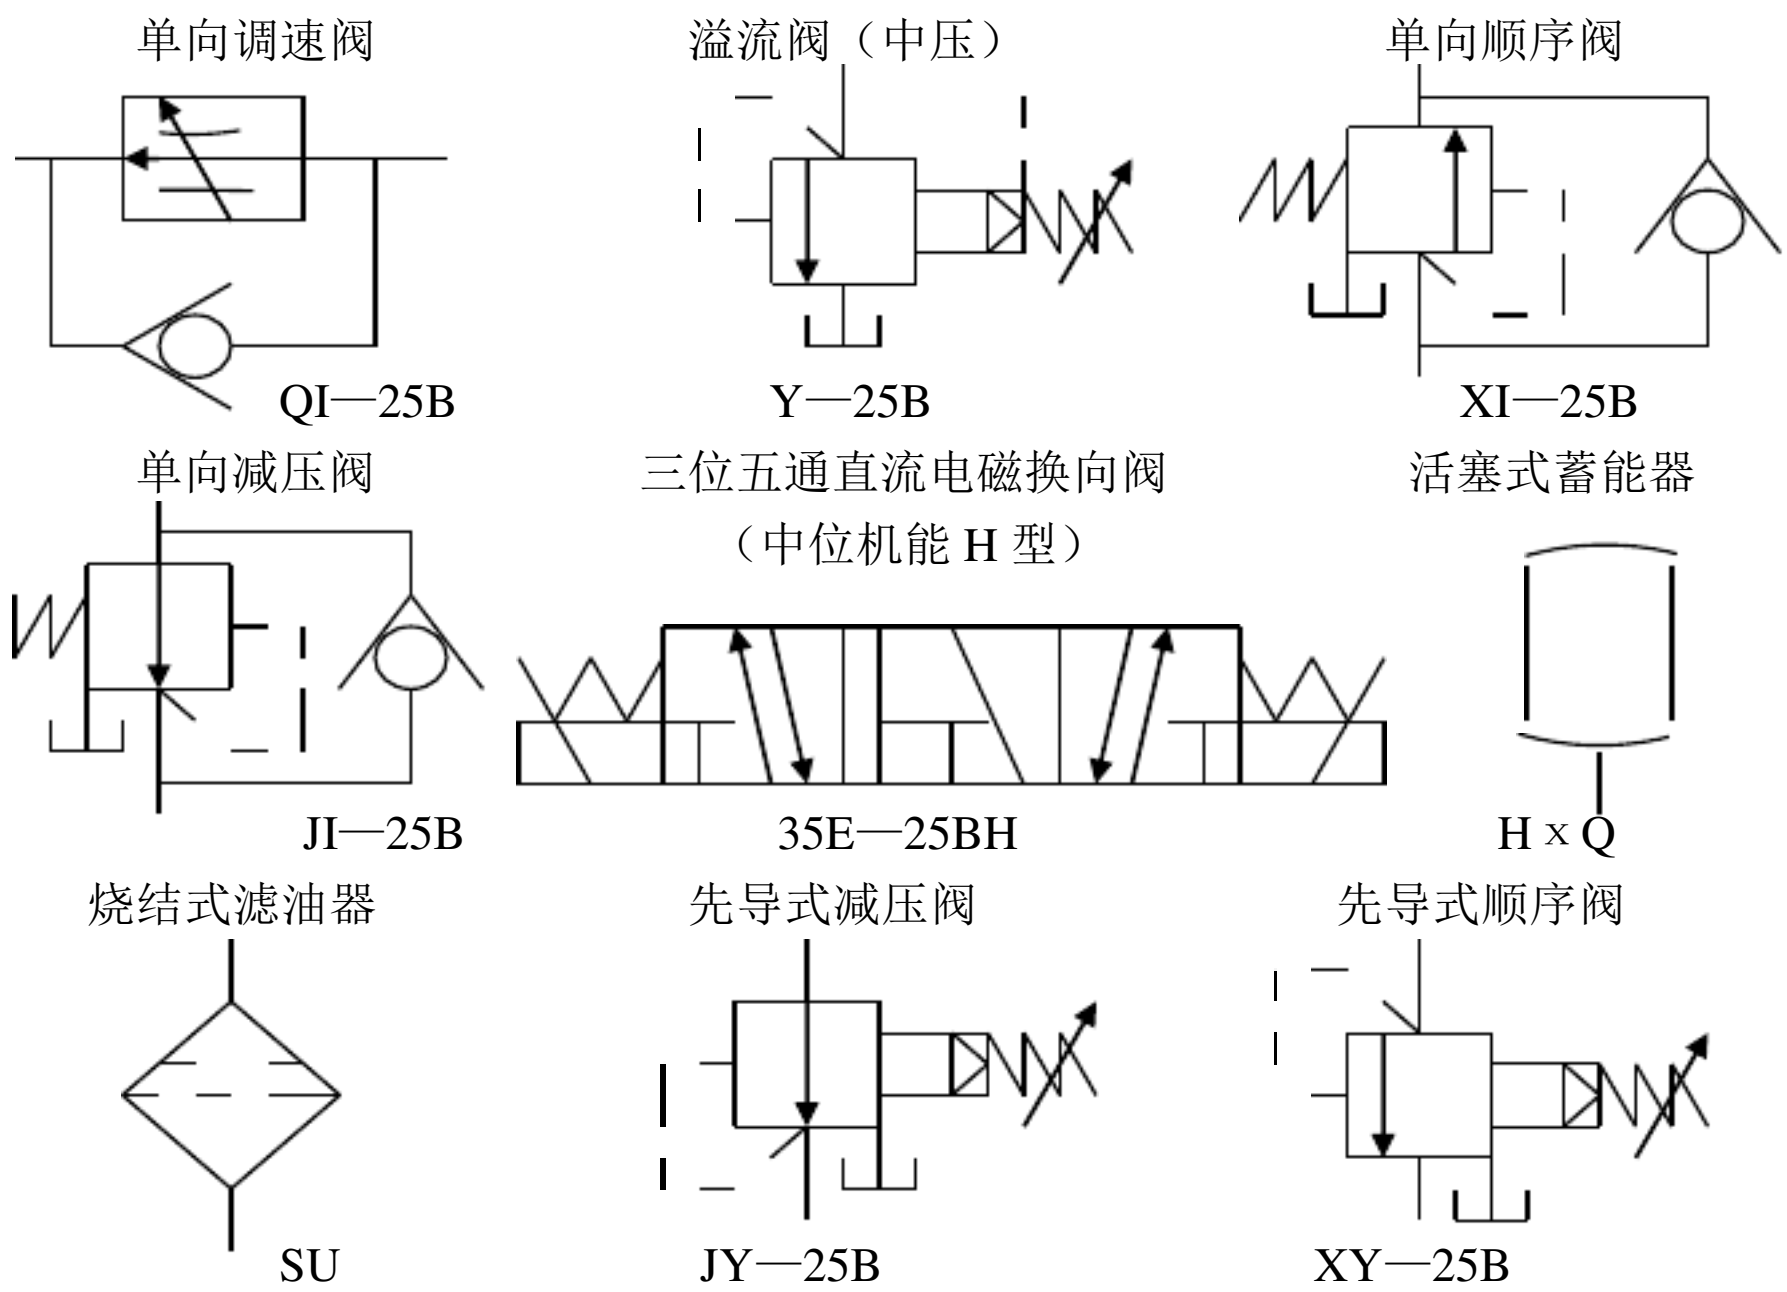 单向调速阀
溢流阀（中压）
单向顺序阀
QI—25B
Y—25B
XI—25B
单向减压阀
三位五通直流电磁换向阀
（中位机能 H 型）
活塞式蓄能器
JI—25B
35E—25BH
H x Q
烧结式滤油器
先导式减压阀
先导式顺序阀
SU
JY—25B
XY—25B